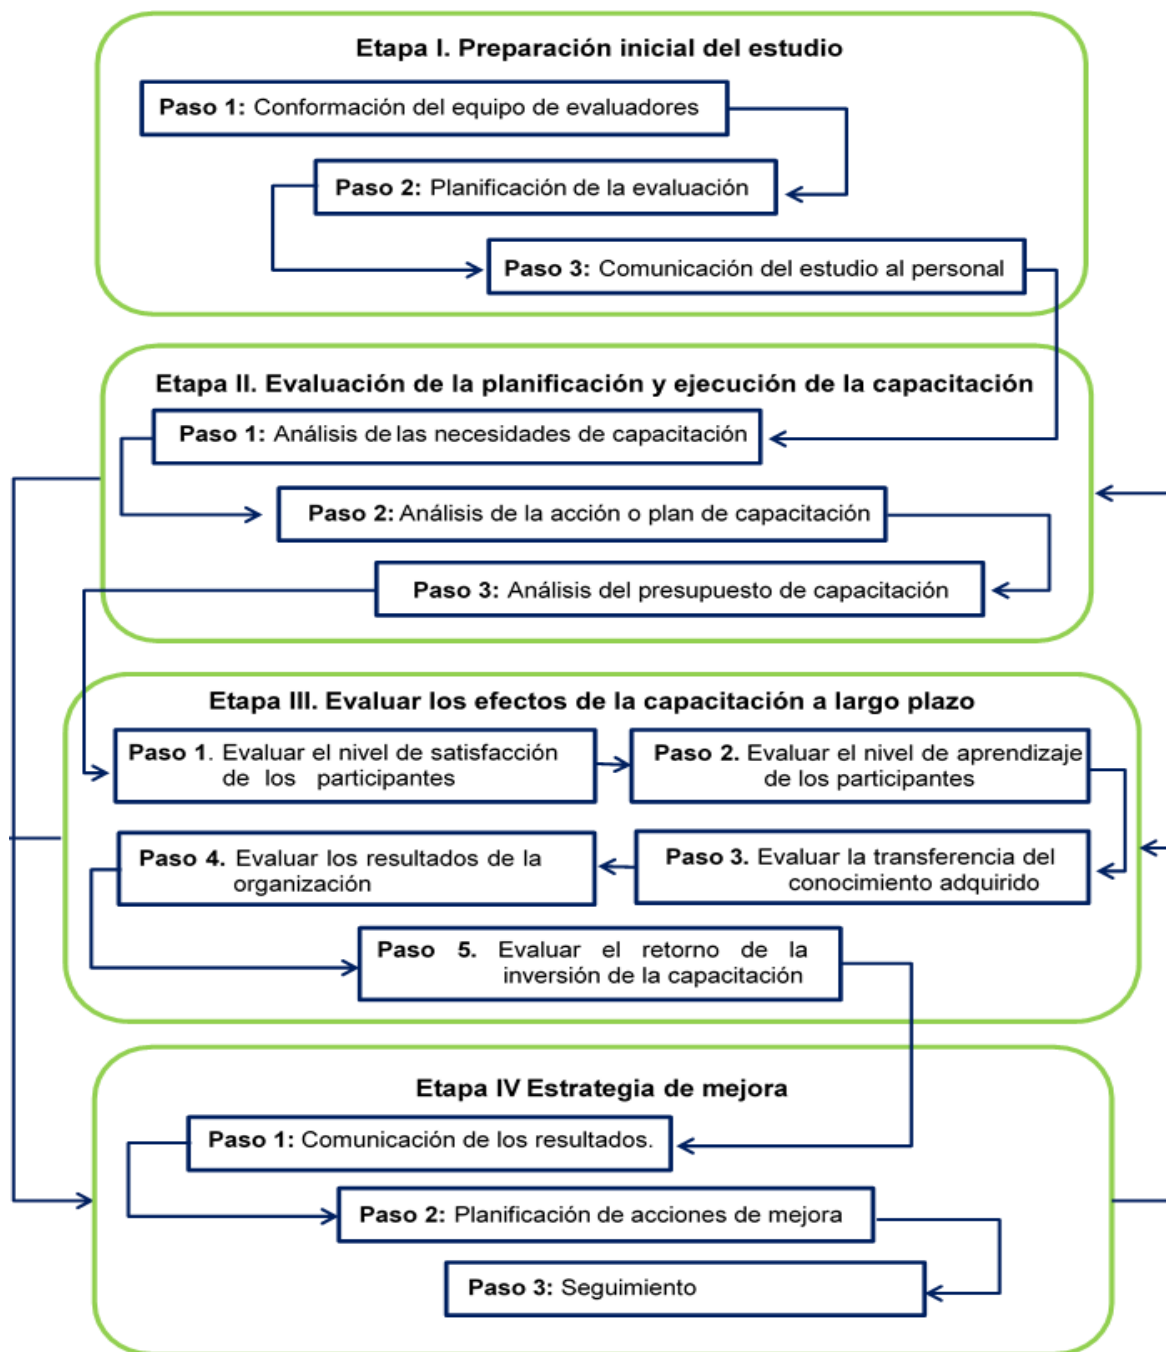 Etapa I. Preparación inicial del estudio
Paso 1: Conformación del equipo de evaluadores
Paso 2: Planificación de la evaluación
Paso 3: Comunicación del estudio al personal
Etapa II. Evaluación de la planificación y ejecución de la capacitación
Paso 1: Análisis de las necesidades de capacitación
Paso 2: Análisis de la acción o plan de capacitación
Paso 3: Análisis del presupuesto de capacitación
Etapa III. Evaluar los efectos de la capacitación a largo plazo
Paso 1. Evaluar el nivel de satisfacción
de los participantes
Paso 2. Evaluar el nivel de aprendizaje
de los participantes
Paso 3. Evaluar la transferencia del
conocimiento adquirido
Paso 4. Evaluar los resultados de la
organización
Paso 5. Evaluar el retorno de la
inversión de la capacitación
Etapa IV Estrategia de mejora
Paso 1: Comunicación de los resultados.
Paso 2: Planificación de acciones de mejora
Paso 3: Seguimiento